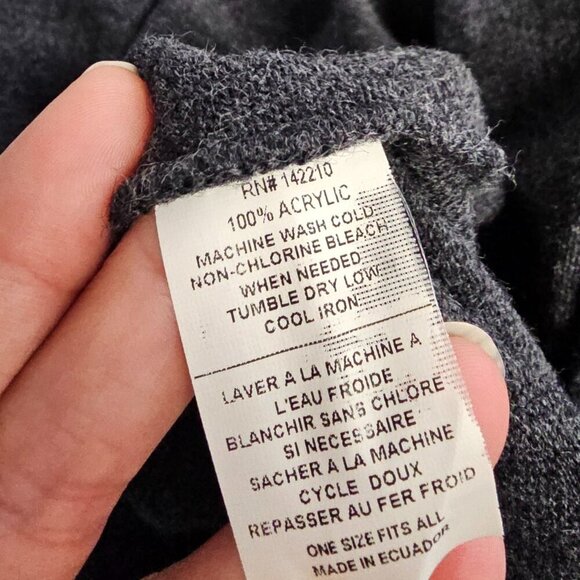 RN# 142210
100% ACRYLIC
MACHINE WASH COLD
NON-CHLORINE BLEACH
WHEN NEEDED
TUMBLE DRY LOW
COOL IRON
LAVER A LA MACHINE A
L'EAU FROIDE
BLANCHIR SANS CHLORE
SI NECESSAIRE
SACHER A LA MACHINE
CYCLE DOUX
REPASSER AU FER FROID
ONE SIZE FITS ALL
MADE IN ECUADOR